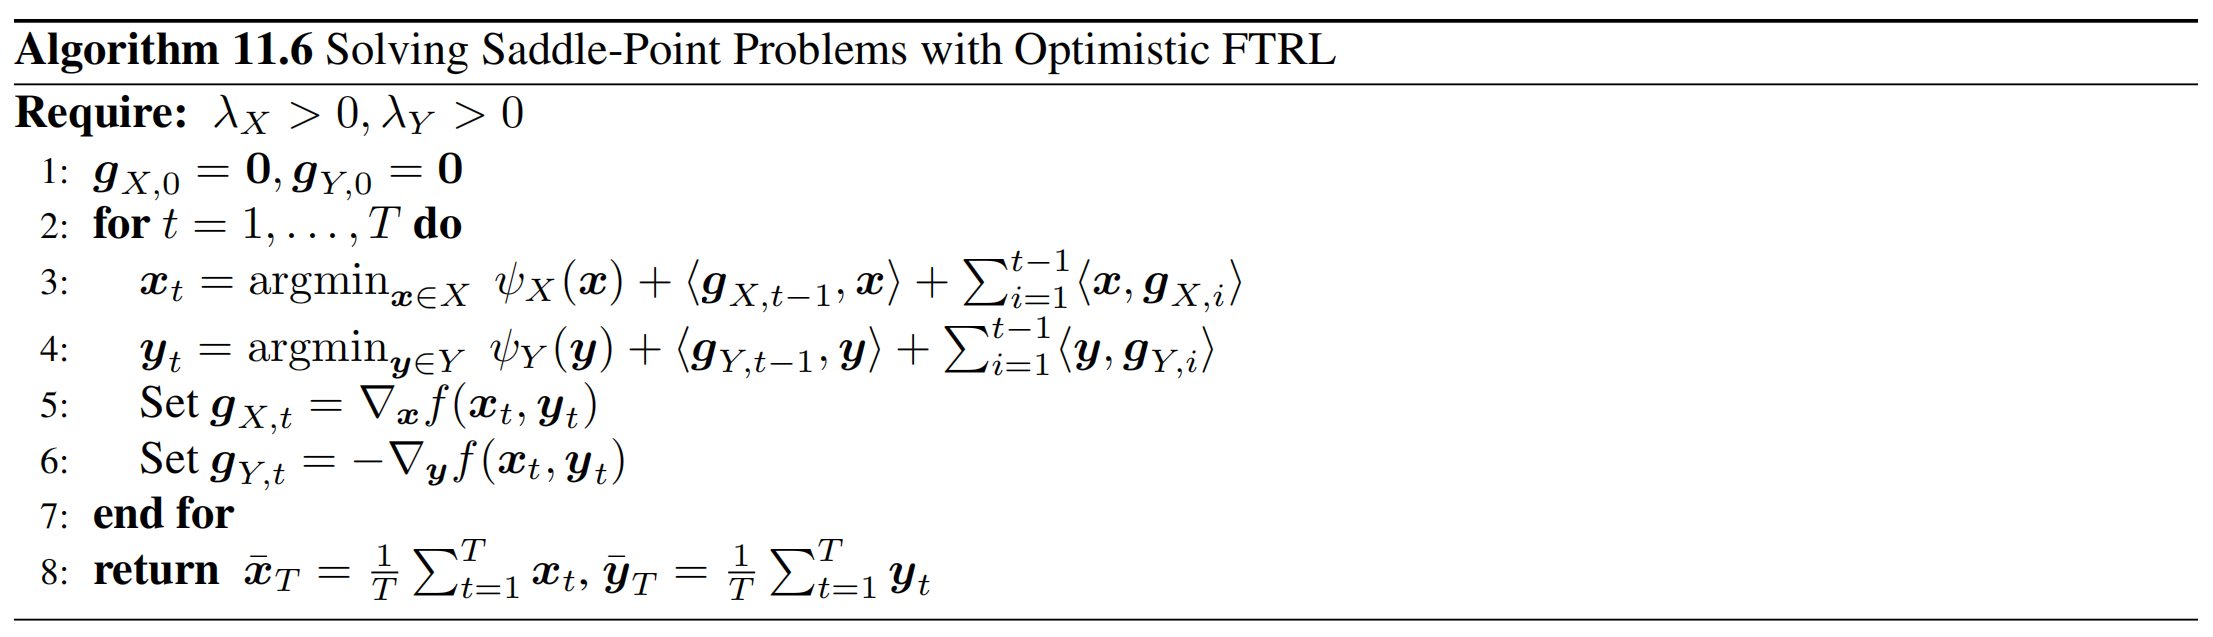 Algorithm 11.6 Solving Saddle-Point Problems with Optimistic FTRL
Require: $\lambda_X > 0, \lambda_Y > 0$
1: $\boldsymbol{g}_{X,0} = \boldsymbol{0}, \boldsymbol{g}_{Y,0} = \boldsymbol{0}$
2: for $t = 1, \ldots, T$ do
3: $\boldsymbol{x}_t = \operatorname{argmin}_{\boldsymbol{x} \in X} \ \psi_X(\boldsymbol{x}) + \langle \boldsymbol{g}_{X,t-1}, \boldsymbol{x} \rangle + \sum_{i=1}^{t-1} \langle \boldsymbol{x}, \boldsymbol{g}_{X,i} \rangle$
4: $\boldsymbol{y}_t = \operatorname{argmin}_{\boldsymbol{y} \in Y} \ \psi_Y(\boldsymbol{y}) + \langle \boldsymbol{g}_{Y,t-1}, \boldsymbol{y} \rangle + \sum_{i=1}^{t-1} \langle \boldsymbol{y}, \boldsymbol{g}_{Y,i} \rangle$
5: Set $\boldsymbol{g}_{X,t} = \nabla_{\boldsymbol{x}} f(\boldsymbol{x}_t, \boldsymbol{y}_t)$
6: Set $\boldsymbol{g}_{Y,t} = -\nabla_{\boldsymbol{y}} f(\boldsymbol{x}_t, \boldsymbol{y}_t)$
7: end for
8: return $\bar{\boldsymbol{x}}_T = \frac{1}{T} \sum_{t=1}^{T} \boldsymbol{x}_t, \bar{\boldsymbol{y}}_T = \frac{1}{T} \sum_{t=1}^{T} \boldsymbol{y}_t$